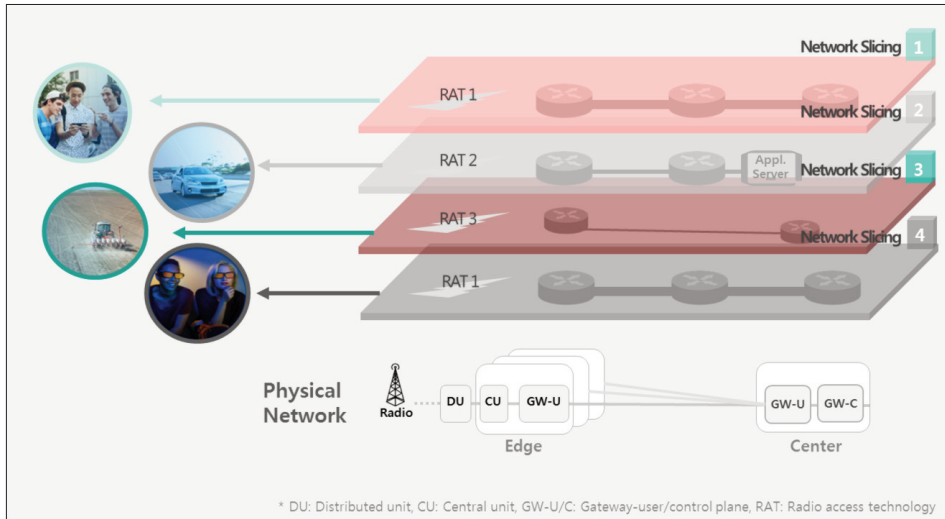 Network Slicing 1
RAT 1
Network Slicing 2
RAT 2
Appl.
Server
Network Slicing 3
RAT 3
Network Slicing 4
RAT 1
Physical
Network
Radio
DU
CU
GW-U
GW-U
GW-C
Edge
Center
* DU: Distributed unit, CU: Central unit, GW-U/C: Gateway-user/control plane, RAT: Radio access technology